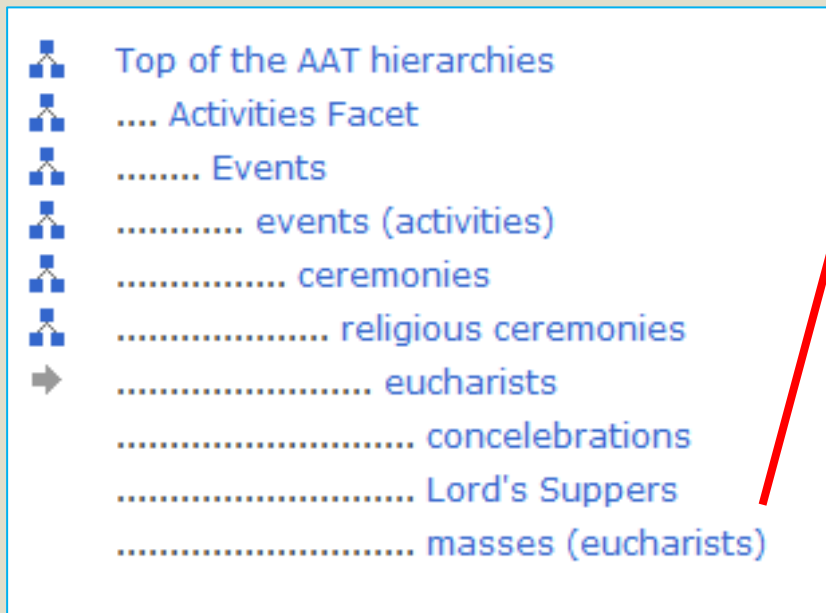 Top of the AAT hierarchies
.... Activities Facet
........ Events
............ events (activities)
................ ceremonies
.................... religious ceremonies
........................ eucharists
............................ concelebrations
............................ Lord's Suppers
............................ masses (eucharists)